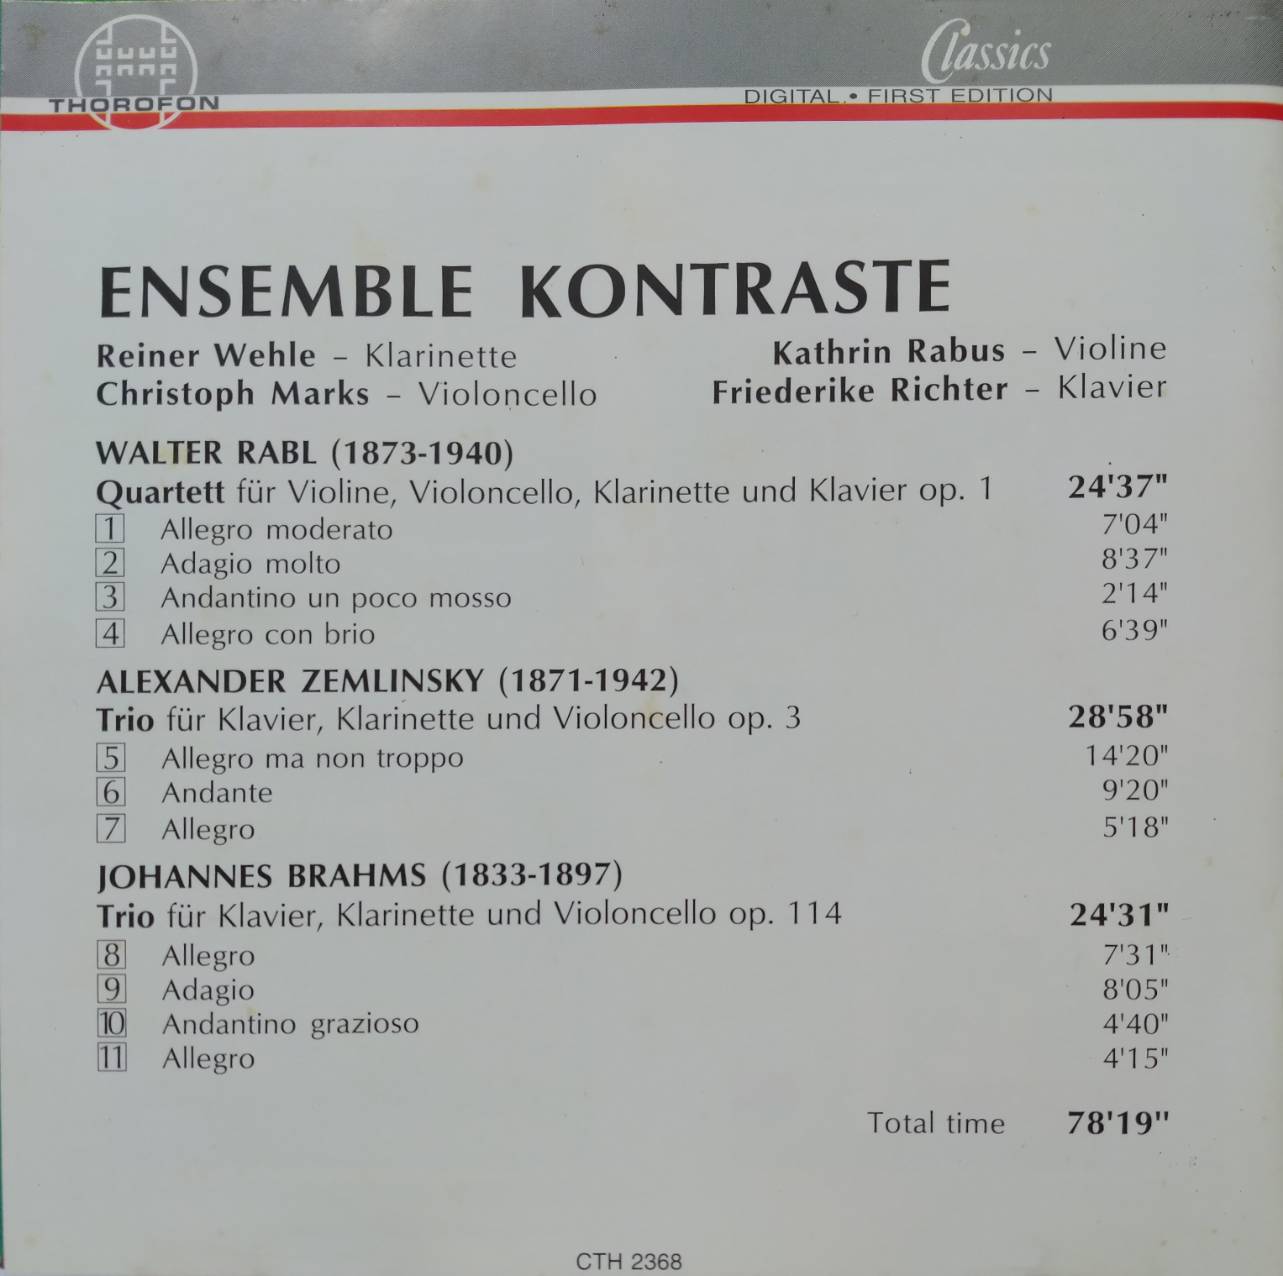 THOROFON
Classics
DIGITAL • FIRST EDITION
ENSEMBLE KONTRASTE
Reiner Wehle – Klarinette Kathrin Rabus – Violine
Christoph Marks – Violoncello Friederike Richter – Klavier
WALTER RABL (1873-1940)
Quartett für Violine, Violoncello, Klarinette und Klavier op. 1 24'37"
1 Allegro moderato 7'04"
2 Adagio molto 8'37"
3 Andantino un poco mosso 2'14"
4 Allegro con brio 6'39"
ALEXANDER ZEMLINSKY (1871-1942)
Trio für Klavier, Klarinette und Violoncello op. 3 28'58"
5 Allegro ma non troppo 14'20"
6 Andante 9'20"
7 Allegro 5'18"
JOHANNES BRAHMS (1833-1897)
Trio für Klavier, Klarinette und Violoncello op. 114 24'31"
8 Allegro 7'31"
9 Adagio 8'05"
10 Andantino grazioso 4'40"
11 Allegro 4'15"
Total time 78'19"
CTH 2368